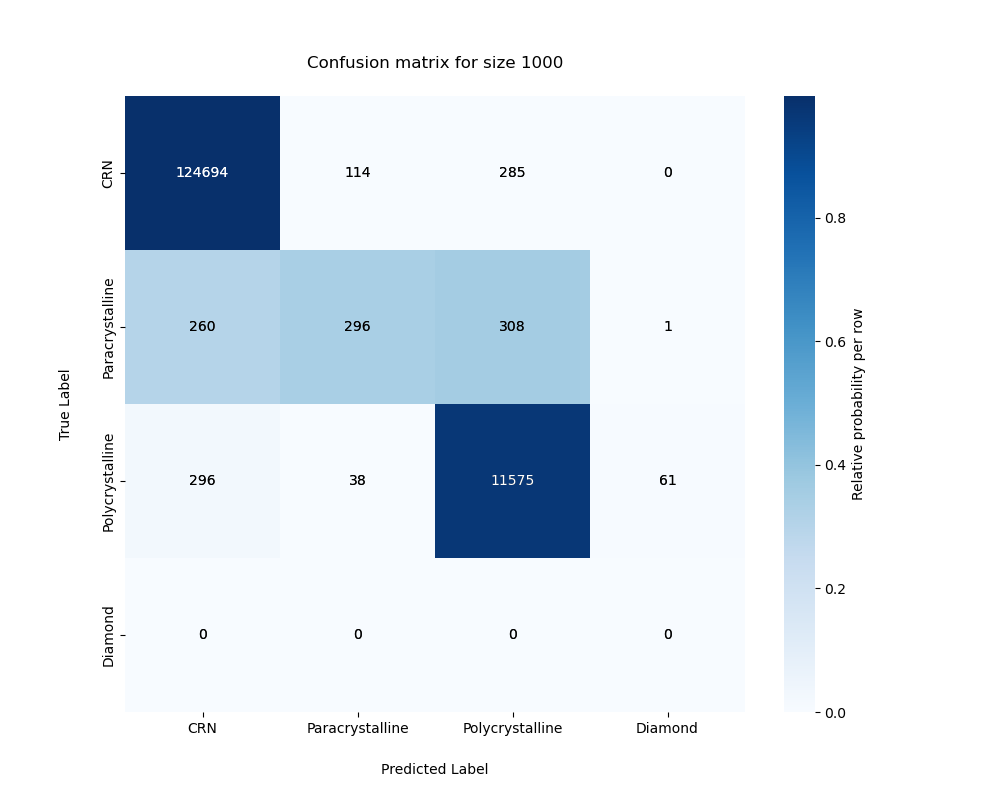 Confusion matrix for size 1000
CRN
124694 114 285 0
Paracrystalline
260 296 308 1
Polycrystalline
296 38 11575 61
Diamond
0 0 0 0
True Label
CRN Paracrystalline Polycrystalline Diamond
Predicted Label
0.8
0.6
0.4
0.2
0.0
Relative probability per row